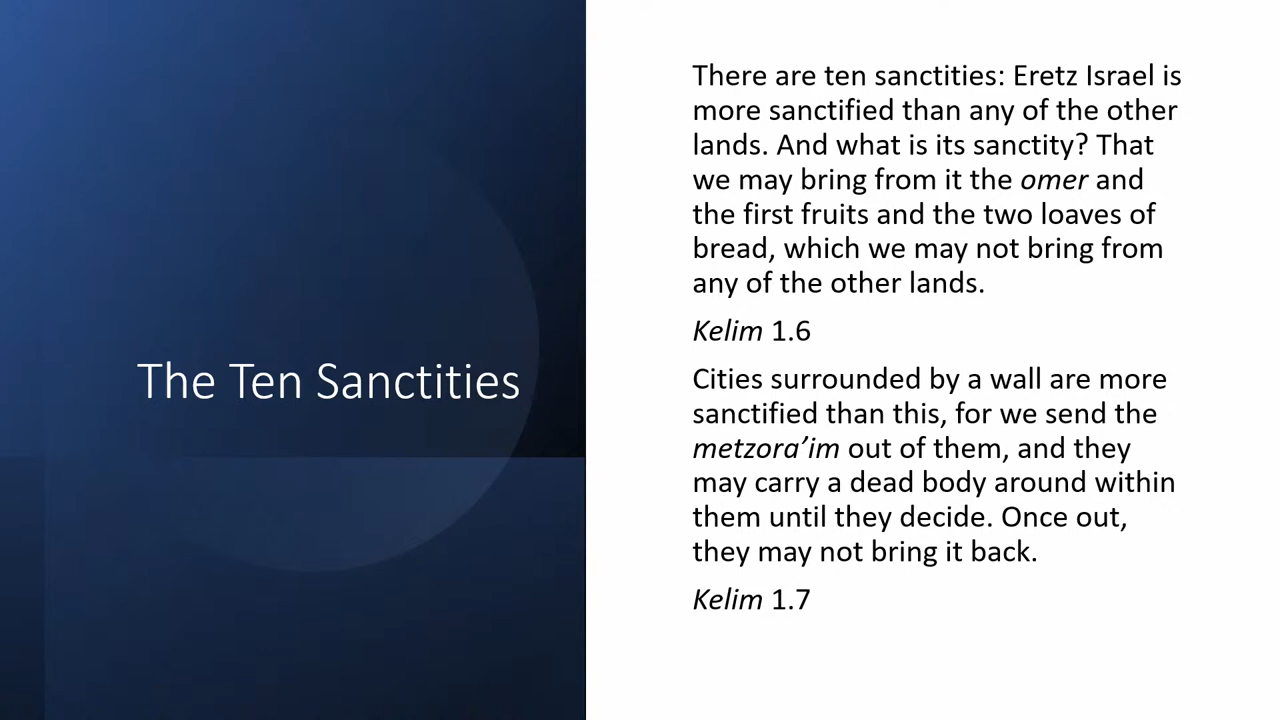 The Ten Sanctities
There are ten sanctities: Eretz Israel is
more sanctified than any of the other
lands. And what is its sanctity? That
we may bring from it the omer and
the first fruits and the two loaves of
bread, which we may not bring from
any of the other lands.
Kelim 1.6
Cities surrounded by a wall are more
sanctified than this, for we send the
metzora’im out of them, and they
may carry a dead body around within
them until they decide. Once out,
they may not bring it back.
Kelim 1.7